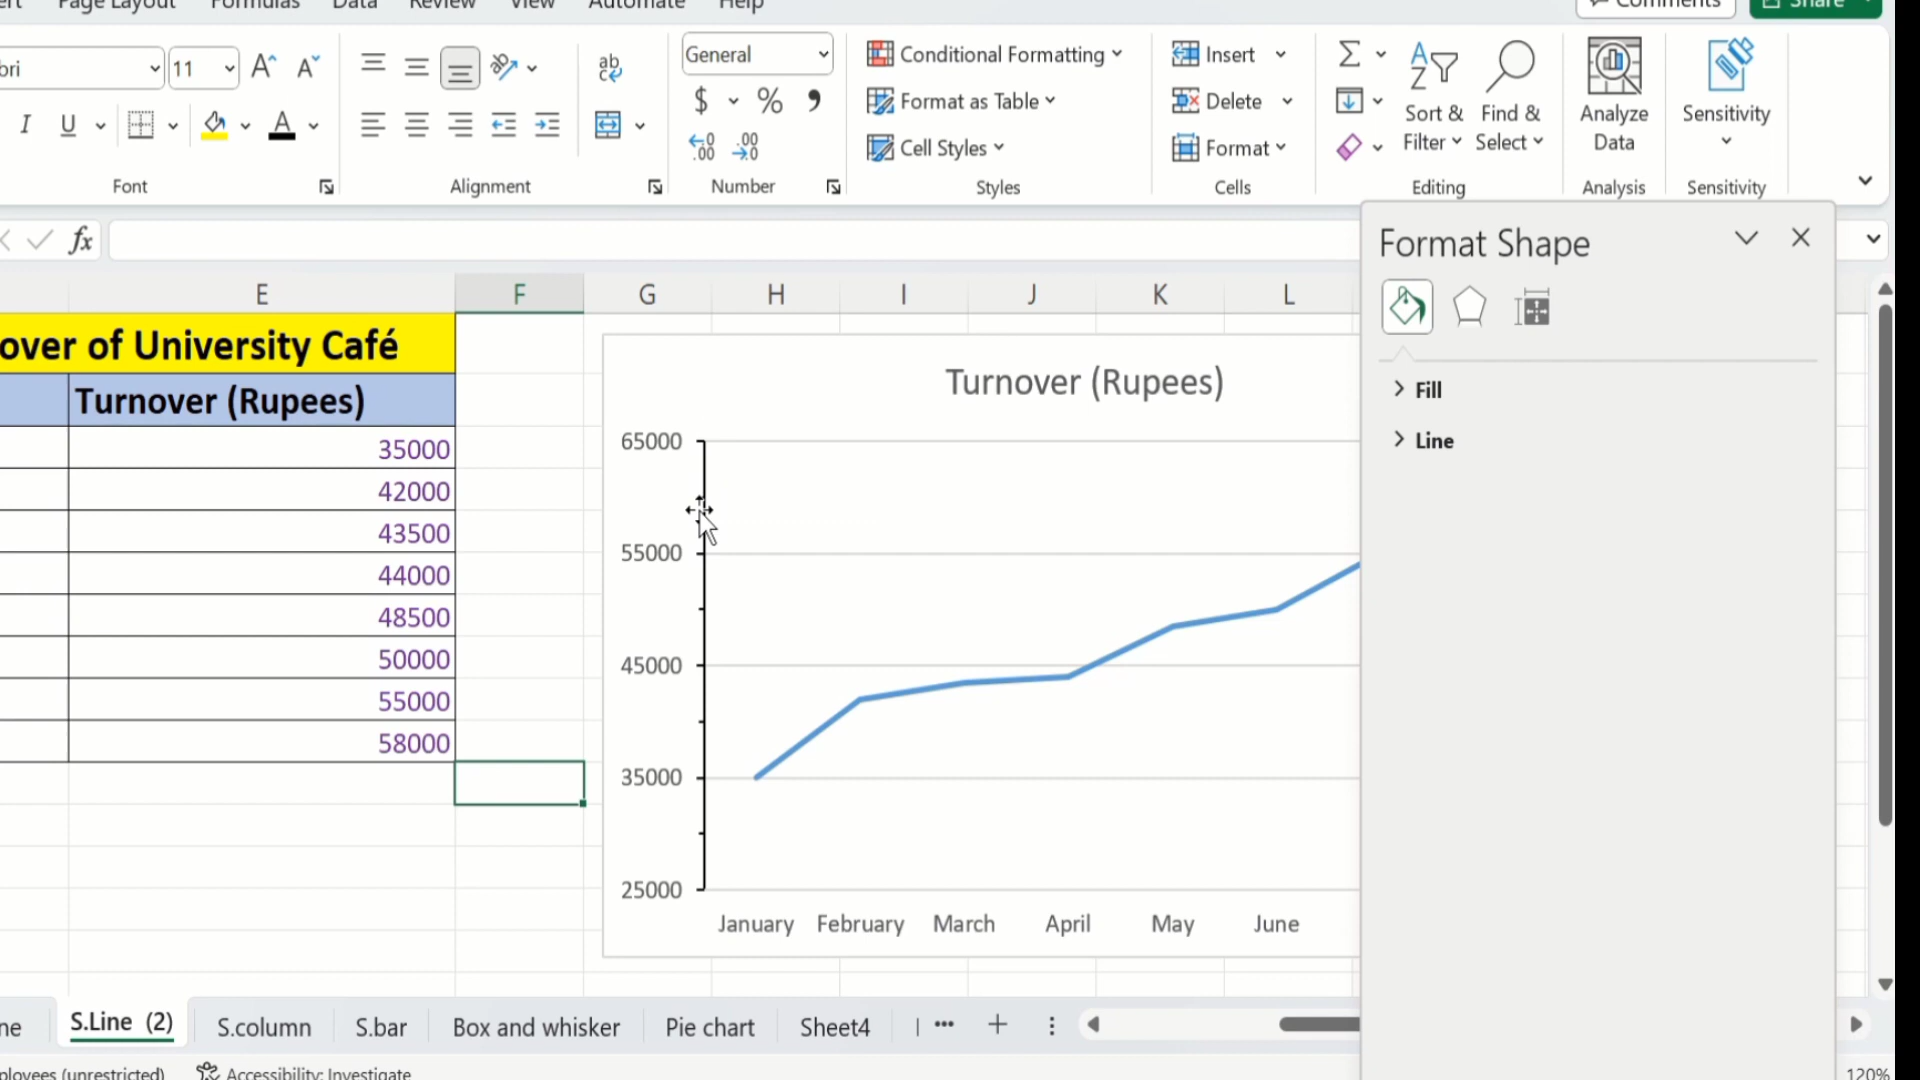 Page Layout Formulas Data Review View Automate Help Comments Share
11
General
Conditional Formatting
Insert
Sort & Filter
Find & Select
Analyze Data
Sensitivity
Format as Table
Delete
Cell Styles
Format
Font
Alignment
Number
Styles
Cells
Editing
Analysis
Sensitivity
fx
Format Shape
Fill
Line
E F G H I J K L
over of University Café
Turnover (Rupees)
35000
42000
43500
44000
48500
50000
55000
58000
Turnover (Rupees)
65000
55000
45000
35000
25000
January February March April May June
ne S.Line (2) S.column S.bar Box and whisker Pie chart Sheet4
ployees (unrestricted) Accessibility: Investigate 120%